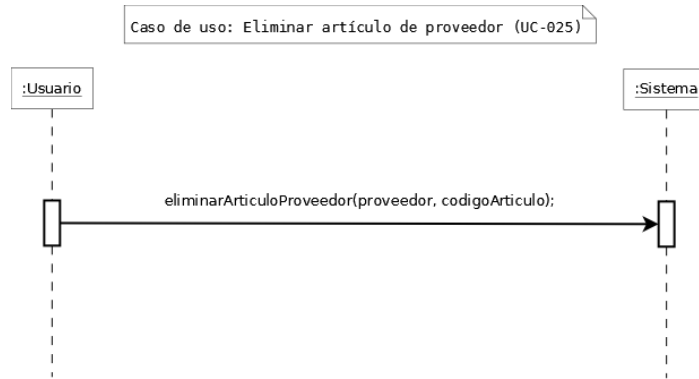 Caso de uso: Eliminar artículo de proveedor (UC-025)
:Usuario
:Sistema
eliminarArticuloProveedor(proveedor, codigoArticulo);